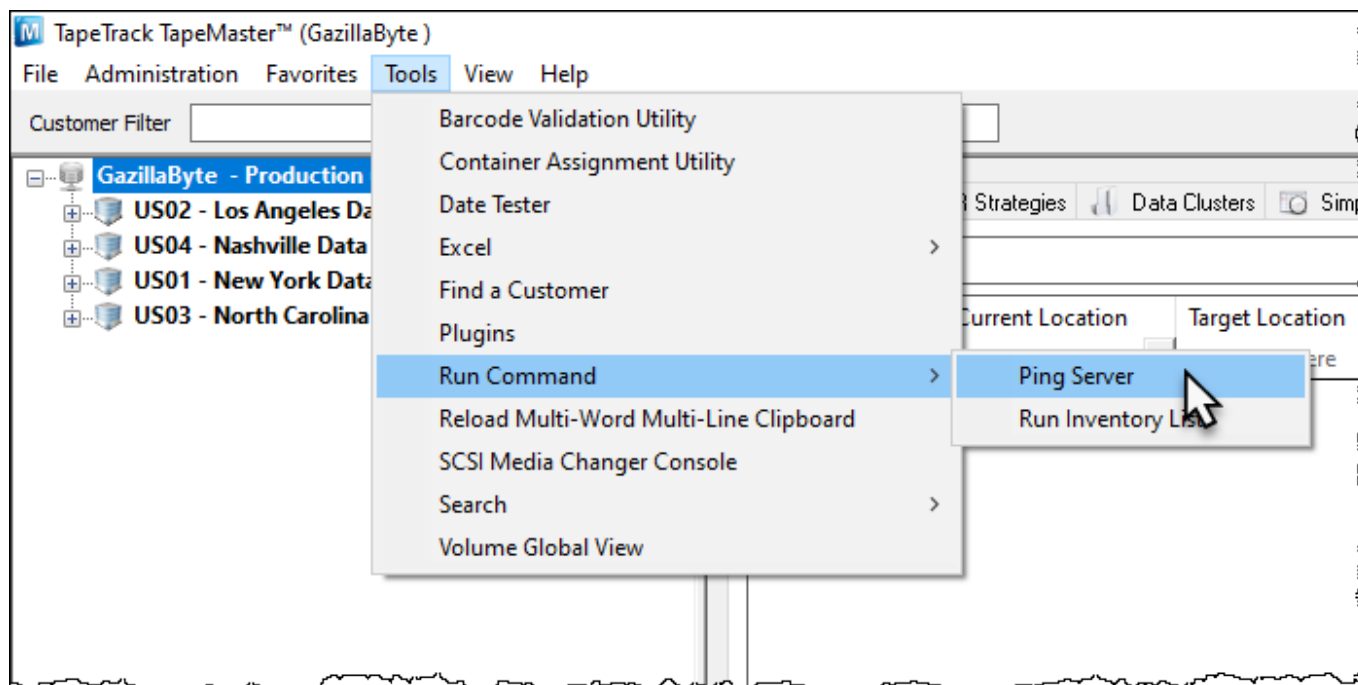 TapeTrack TapeMaster™ (GazillaByte )
File Administration Favorites Tools View Help
Customer Filter
GazillaByte - Production
US02 - Los Angeles Da
US04 - Nashville Data
US01 - New York Data
US03 - North Carolina
Barcode Validation Utility
Container Assignment Utility
Date Tester
Excel
Find a Customer
Plugins
Run Command
Reload Multi-Word Multi-Line Clipboard
SCSI Media Changer Console
Search
Volume Global View
Ping Server
Run Inventory
Strategies Data Clusters Simp
Current Location Target Location
ere